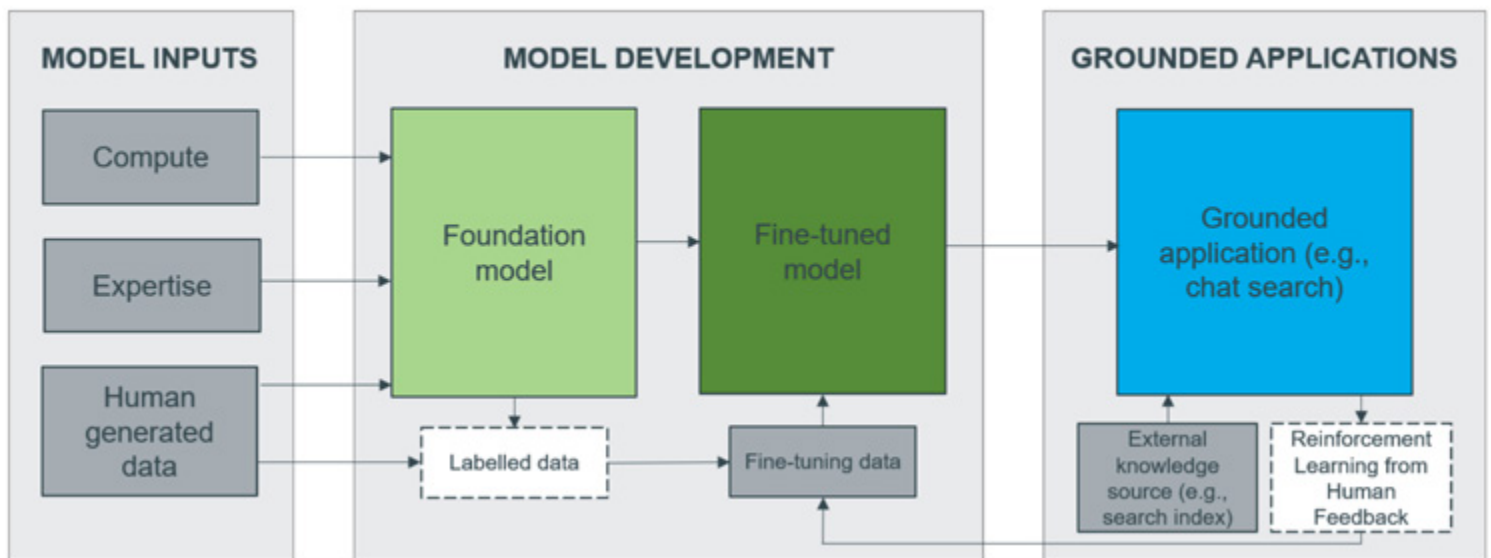 MODEL INPUTS
Compute
Expertise
Human
generated
data
MODEL DEVELOPMENT
Foundation
model
Fine-tuned
model
Labelled data
Fine-tuning data
GROUNDED APPLICATIONS
Grounded
application (e.g.,
chat search)
External
knowledge
source (e.g.,
search index)
Reinforcement
Learning from
Human
Feedback